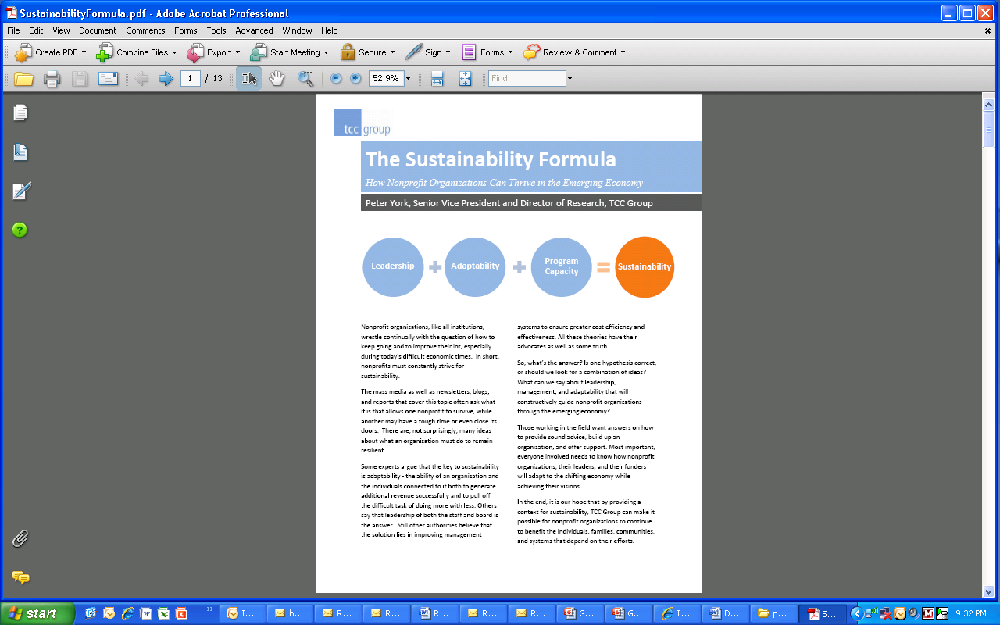 SustainabilityFormula.pdf - Adobe Acrobat Professional
File Edit View Document Comments Forms Tools Advanced Window Help
Create PDF Combine Files Export Start Meeting Secure Sign Forms Review & Comment
1 / 13 52.9% Find
tcc group
The Sustainability Formula
How Nonprofit Organizations Can Thrive in the Emerging Economy
Peter York, Senior Vice President and Director of Research, TCC Group
Leadership + Adaptability + Program Capacity = Sustainability
Nonprofit organizations, like all institutions,
wrestle continually with the question of how to
keep going and to improve their lot, especially
during today's difficult economic times. In short,
nonprofits must constantly strive for
sustainability.
The mass media as well as newsletters, blogs,
and reports that cover this topic often ask what
it is that allows one nonprofit to survive, while
another may have a tough time or even close its
doors. There are, not surprisingly, many ideas
about what an organization must do to remain
resilient.
Some experts argue that the key to sustainability
is adaptability - the ability of an organization and
the individuals connected to it both to generate
additional revenue successfully and to pull off
the difficult task of doing more with less. Others
say that leadership of both the staff and board is
the answer. Still other authorities believe that
the solution lies in improving management
systems to ensure greater cost efficiency and
effectiveness. All these theories have their
advocates as well as some truth.
So, what's the answer? Is one hypothesis correct,
or should we look for a combination of ideas?
What can we say about leadership,
management, and adaptability that will
constructively guide nonprofit organizations
through the emerging economy?
Those working in the field want answers on how
to provide sound advice, build up an
organization, and offer support. Most important,
everyone involved needs to know how nonprofit
organizations, their leaders, and their funders
will adapt to the shifting economy while
achieving their visions.
In the end, it is our hope that by providing a
context for sustainability, TCC Group can make it
possible for nonprofit organizations to continue
to benefit the individuals, families, communities,
and systems that depend on their efforts.
start I... h... R... R... R... R... R... G... G... T... D... p... S... 9:32 PM